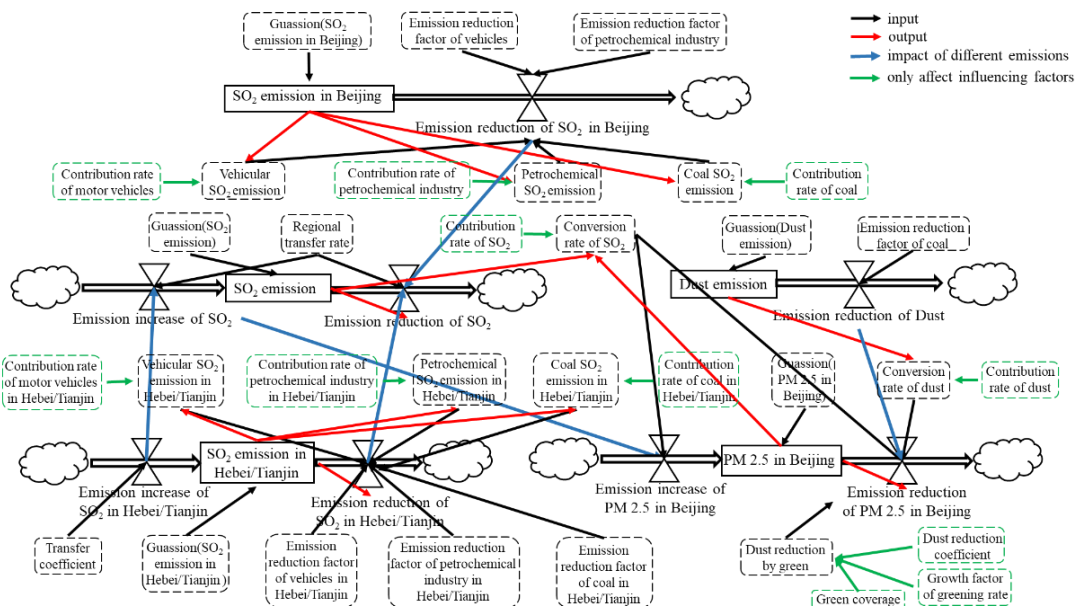 Guassion(SO2
emission in Beijing)
Emission reduction
factor of vehicles
Emission reduction factor
of petrochemical industry
input
output
impact of different emissions
only affect influencing factors
SO2 emission in Beijing
Emission reduction of SO2 in Beijing
Contribution rate
of motor vehicles
Vehicular
SO2 emission
Contribution rate of
petrochemical industry
Petrochemical
SO2 emission
Coal SO2
emission
Contribution
rate of coal
Guassion(SO2
emission)
Regional
transfer rate
Contribution
rate of SO2
Conversion
rate of SO2
Guassion(Dust
emission)
Emission reduction
factor of coal
SO2 emission
Dust emission
Emission increase of SO2
Emission reduction of SO2
Emission reduction of Dust
Contribution rate
of motor vehicles
in Hebei/Tianjin
Vehicular SO2
emission in
Hebei/Tianjin
Contribution rate of
petrochemical industry
in Hebei/Tianjin
Petrochemical
SO2 emission in
Hebei/Tianjin
Coal SO2
emission in
Hebei/Tianjin
Contribution
rate of coal in
Hebei/Tianjin
Guassion(
PM 2.5 in
Beijing)
Conversion
rate of dust
Contribution
rate of dust
SO2 emission in
Hebei/Tianjin
PM 2.5 in Beijing
Emission increase of
SO2 in Hebei/Tianjin
Emission reduction of
SO2 in Hebei/Tianjin
Emission increase of
PM 2.5 in Beijing
Emission reduction
of PM 2.5 in Beijing
Transfer
coefficient
Guassion(SO2
emission in
Hebei/Tianjin)
Emission
reduction factor
of vehicles in
Hebei/Tianjin
Emission reduction
factor of petrochemical
industry in
Hebei/Tianjin
Emission
reduction factor
of coal in
Hebei/Tianjin
Dust reduction
by green
Dust reduction
coefficient
Growth factor
of greening rate
Green coverage